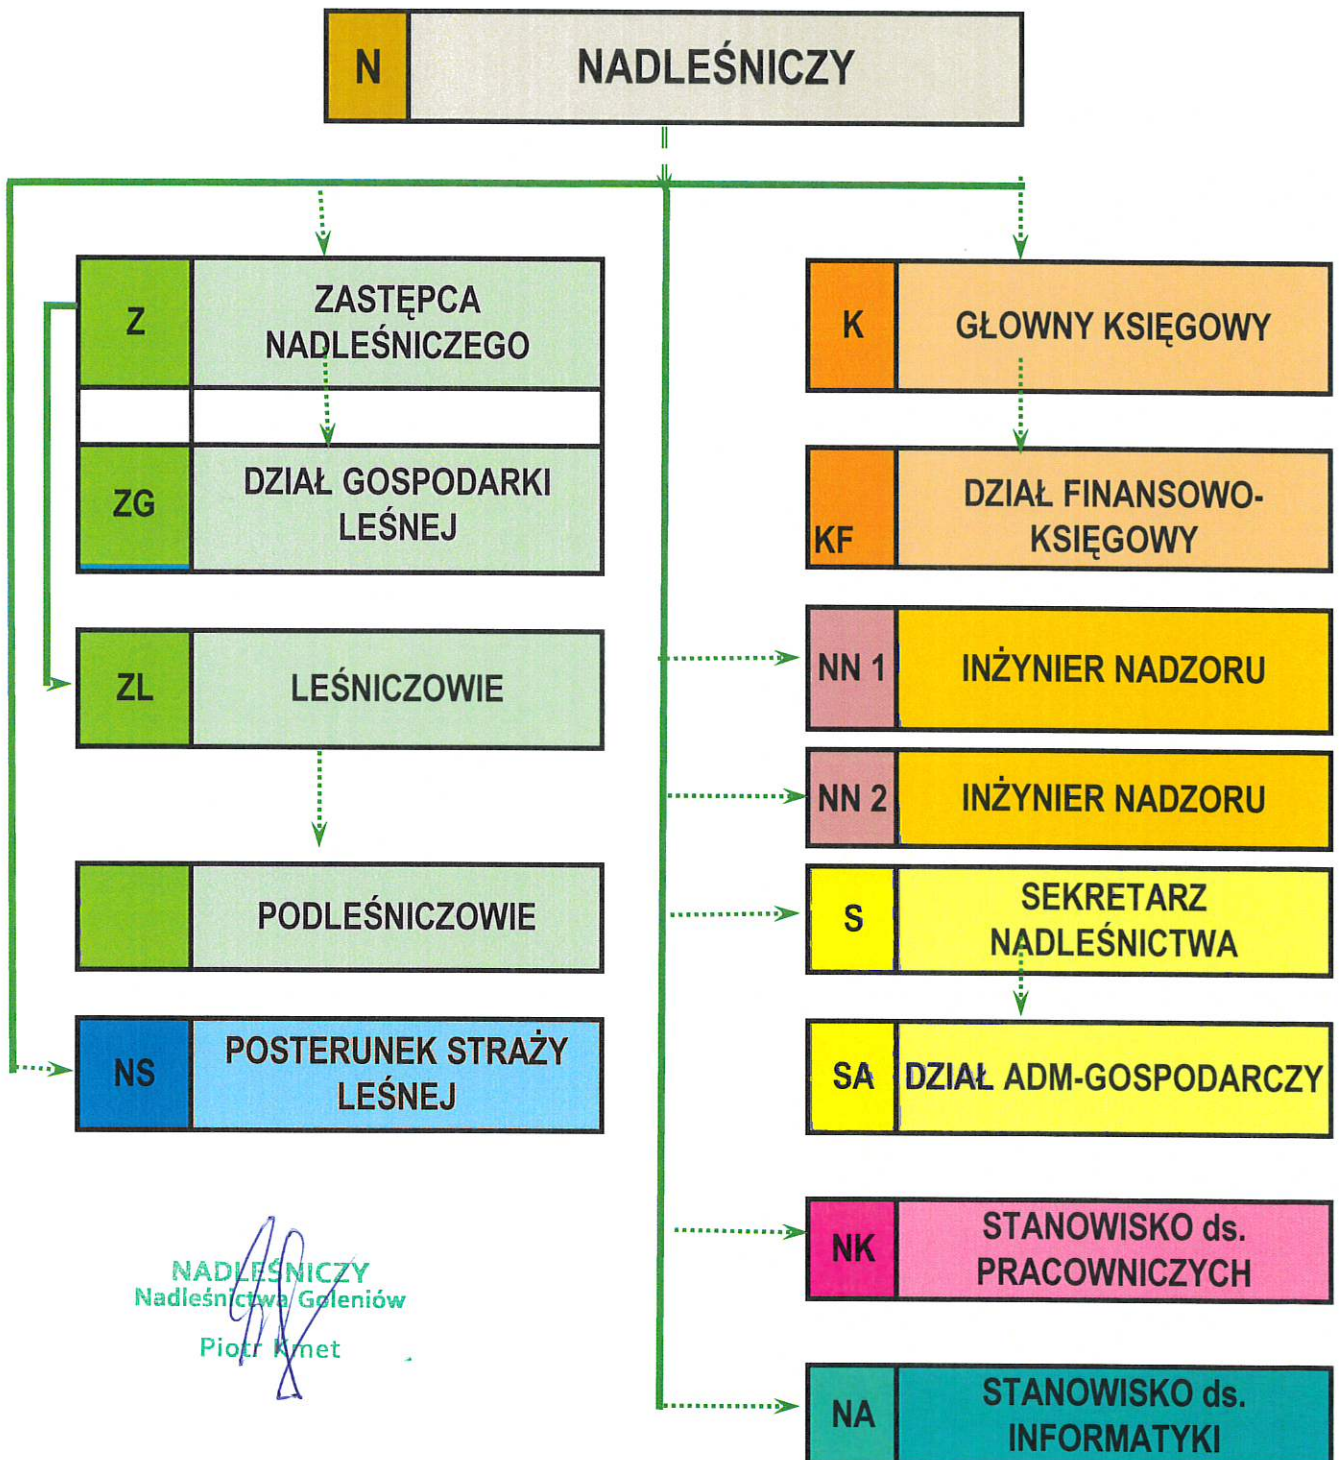 N NADLEŚNICZY
Z ZASTĘPCA
NADLEŚNICZEGO
ZG DZIAŁ GOSPODARKI
LEŚNEJ
ZL LEŚNICZOWIE
PODLEŚNICZOWIE
NS POSTERUNEK STRAŻY
LEŚNEJ
K GŁOWNY KSIĘGOWY
KF DZIAŁ FINANSOWO-
KSIĘGOWY
NN 1 INŻYNIER NADZORU
NN 2 INŻYNIER NADZORU
S SEKRETARZ
NADLEŚNICTWA
SA DZIAŁ ADM-GOSPODARCZY
NK STANOWISKO ds.
PRACOWNICZYCH
NA STANOWISKO ds.
INFORMATYKI
NADLEŚNICZY
Nadleśnictwa Goleniów
Piotr Kmet